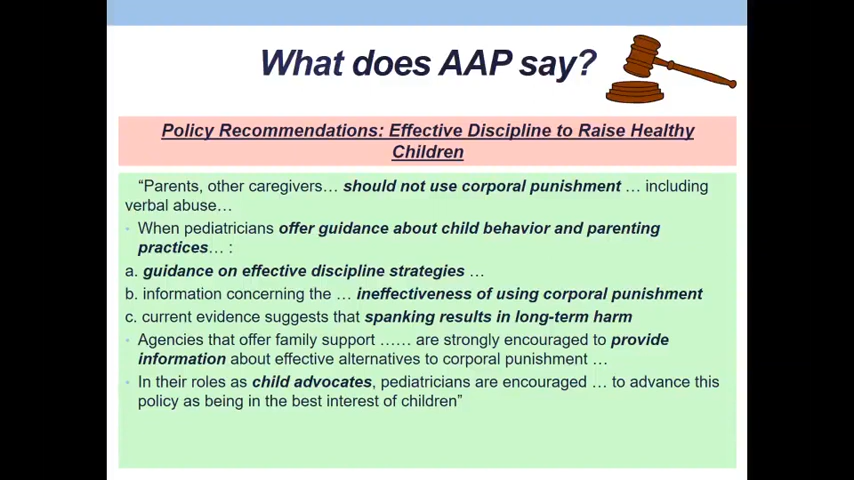 What does AAP say?
Policy Recommendations: Effective Discipline to Raise Healthy
Children
“Parents, other caregivers… should not use corporal punishment … including
verbal abuse…
• When pediatricians offer guidance about child behavior and parenting
practices… :
a. guidance on effective discipline strategies …
b. information concerning the … ineffectiveness of using corporal punishment
c. current evidence suggests that spanking results in long-term harm
• Agencies that offer family support …… are strongly encouraged to provide
information about effective alternatives to corporal punishment …
• In their roles as child advocates, pediatricians are encouraged … to advance this
policy as being in the best interest of children”